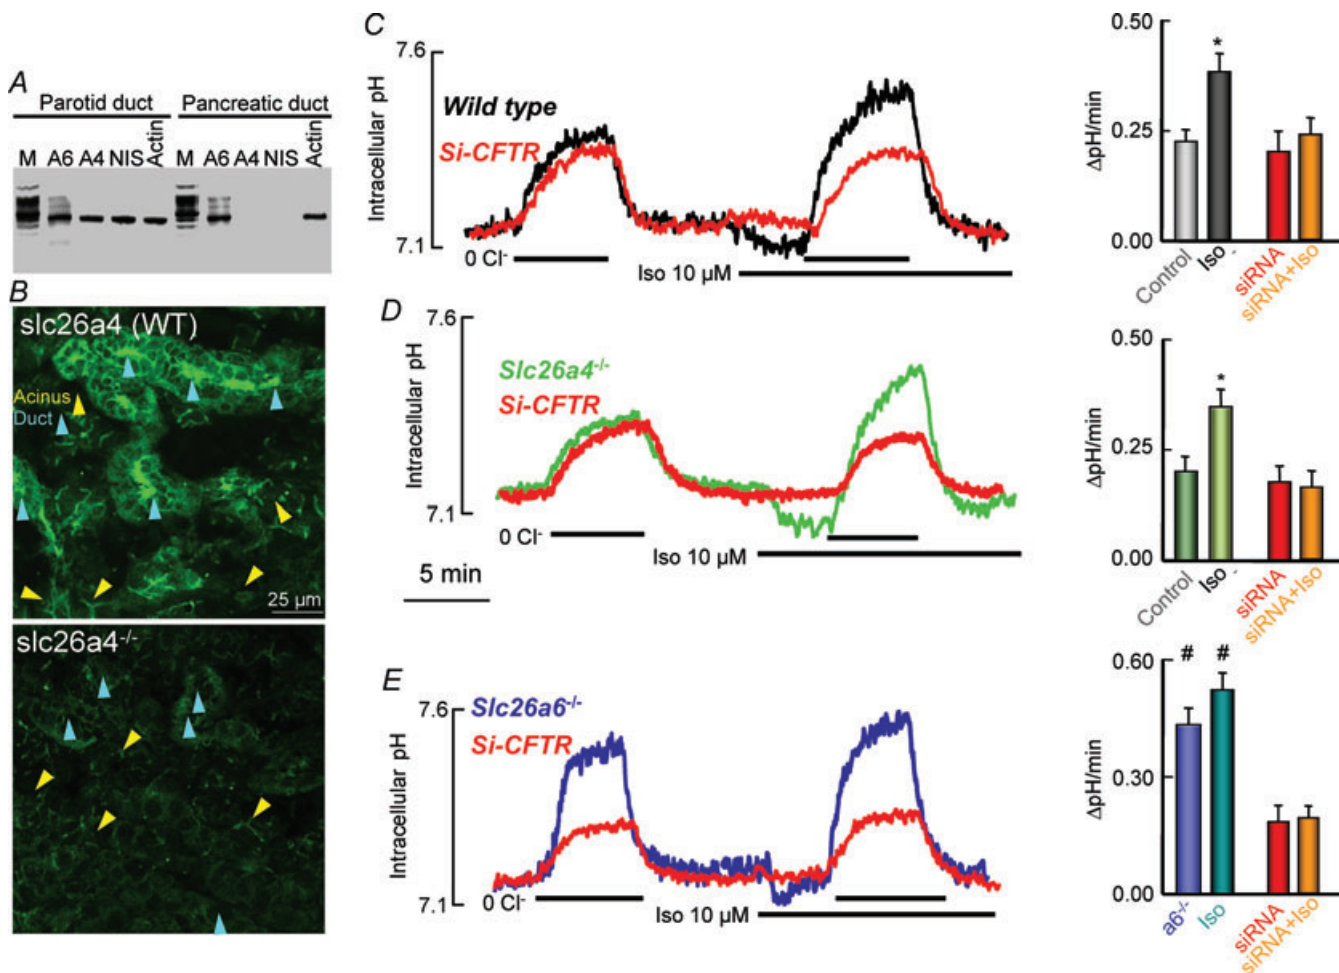 A
Parotid duct Pancreatic duct
M A6 A4 NIS Actin M A6 A4 NIS Actin
B
slc26a4 (WT)
Acinus
Duct
25 μm
slc26a4-/-
C
7.6
Intracellular pH
7.1
Wild type
Si-CFTR
0 Cl-
Iso 10 μM
0.50
0.25
0.00
ΔpH/min
*
Control
Iso
siRNA
siRNA+Iso
D
7.6
Intracellular pH
7.1
Slc26a4-/-
Si-CFTR
0 Cl-
Iso 10 μM
5 min
0.50
0.25
0.00
ΔpH/min
*
Control
Iso
siRNA
siRNA+Iso
E
7.6
Intracellular pH
7.1
Slc26a6-/-
Si-CFTR
0 Cl-
Iso 10 μM
0.60
0.30
0.00
ΔpH/min
# #
a6-/-
Iso
siRNA
siRNA+Iso